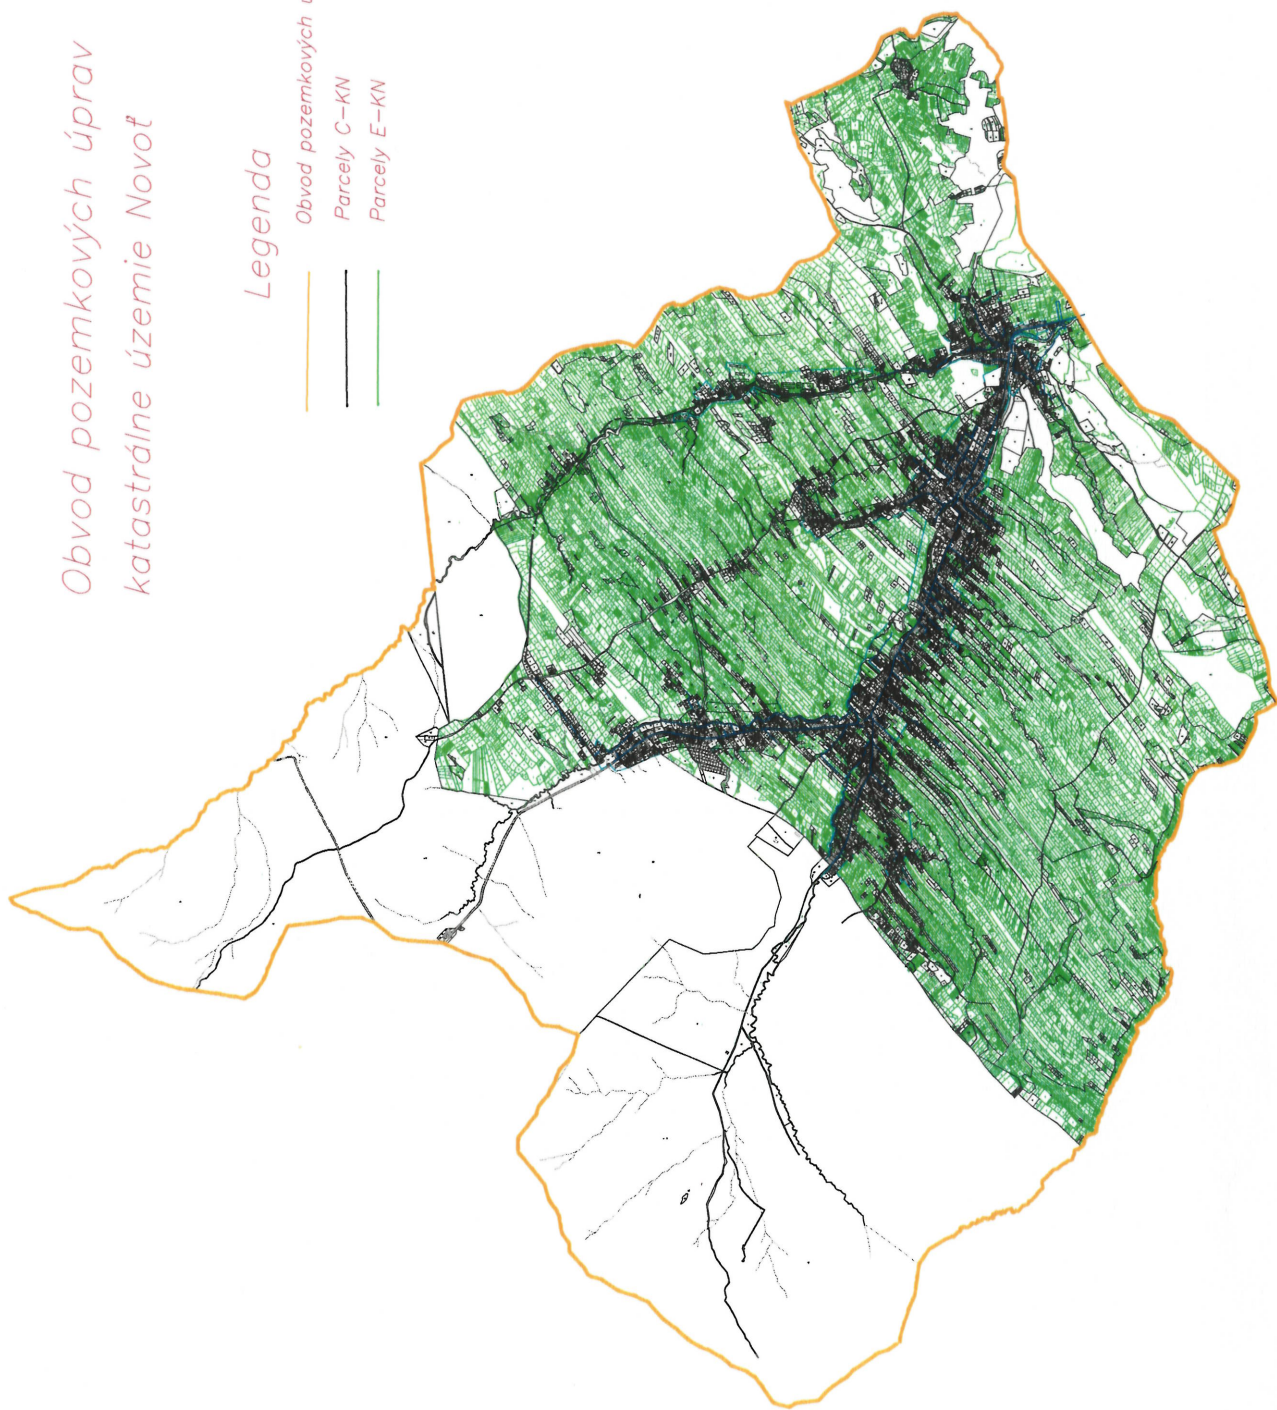 Obvod pozemkových úprav
katastrálne územie Novoť
Legenda
Obvod pozemkových
Parcely C-KN
Parcely E-KN